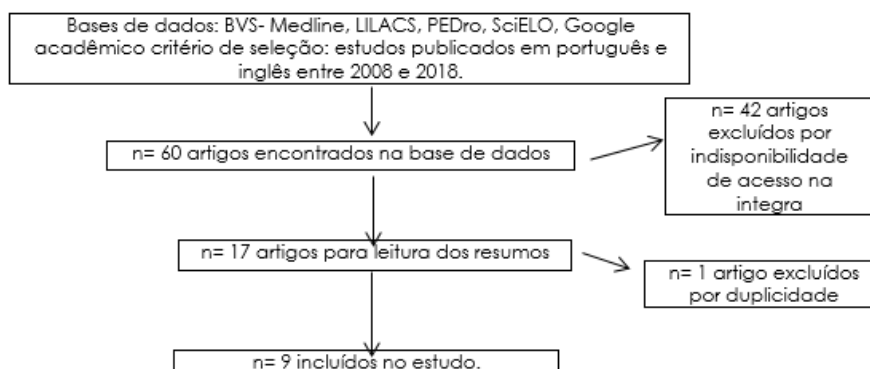 Bases de dados: BVS- Medline, LILACS, PEDro, SciELO, Google
acadêmico critério de seleção: estudos publicados em português e
inglês entre 2008 e 2018.
n= 42 artigos
excluídos por
indisponibilidade
de acesso na
integra
n= 60 artigos encontrados na base de dados
n= 17 artigos para leitura dos resumos
n= 1 artigo excluídos
por duplicidade
n= 9 incluídos no estudo.